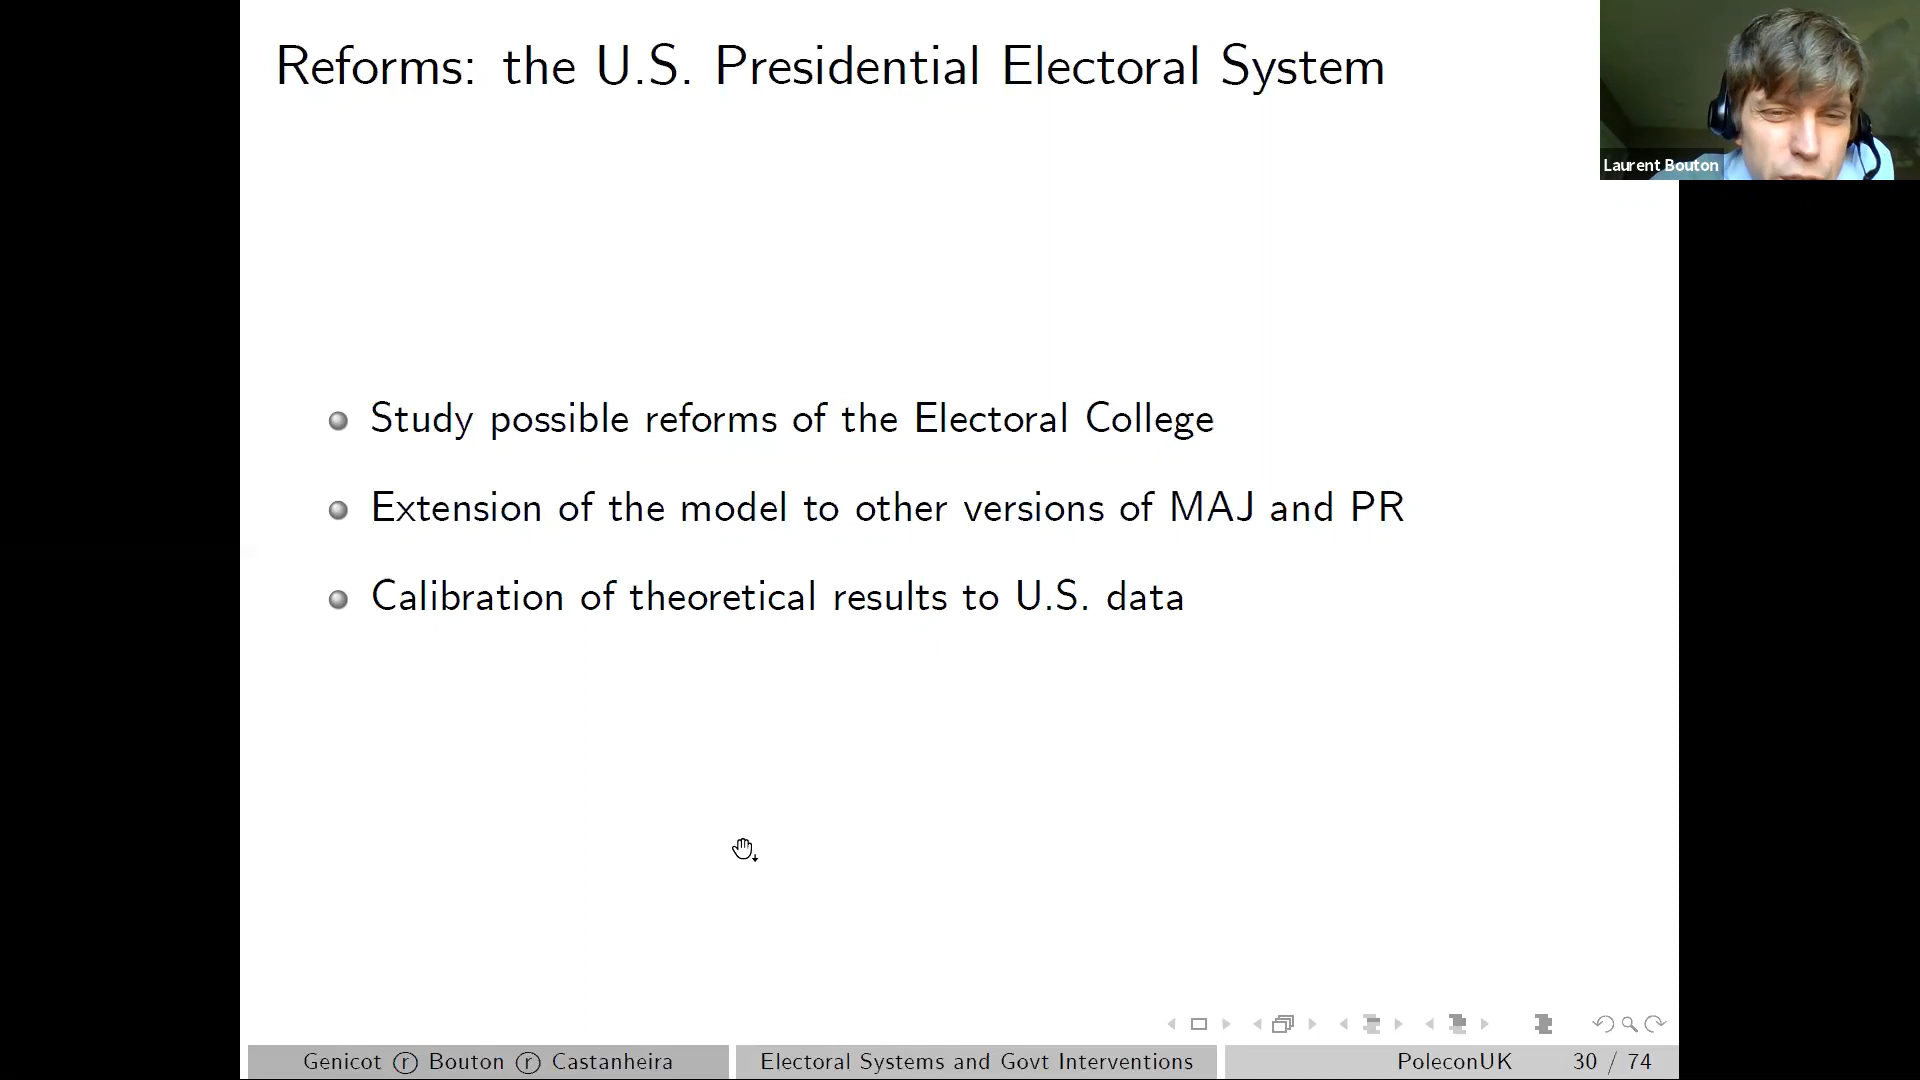 Reforms: the U.S. Presidential Electoral System
Laurent Bouton
Study possible reforms of the Electoral College
Extension of the model to other versions of MAJ and PR
Calibration of theoretical results to U.S. data
Genicot ⓡ Bouton ⓡ Castanheira
Electoral Systems and Govt Interventions
PoleconUK
30 / 74